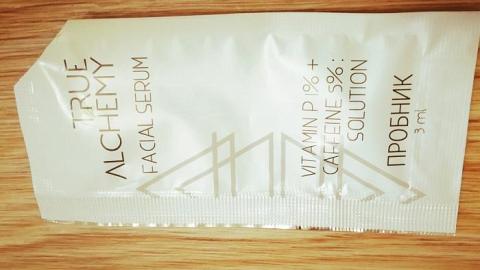 TRUE
ALCHEMY
FACIAL SERUM
VITAMIN P 1% +
CAFFEINE 5% :
SOLUTION
ПРОБНИК
3 ml